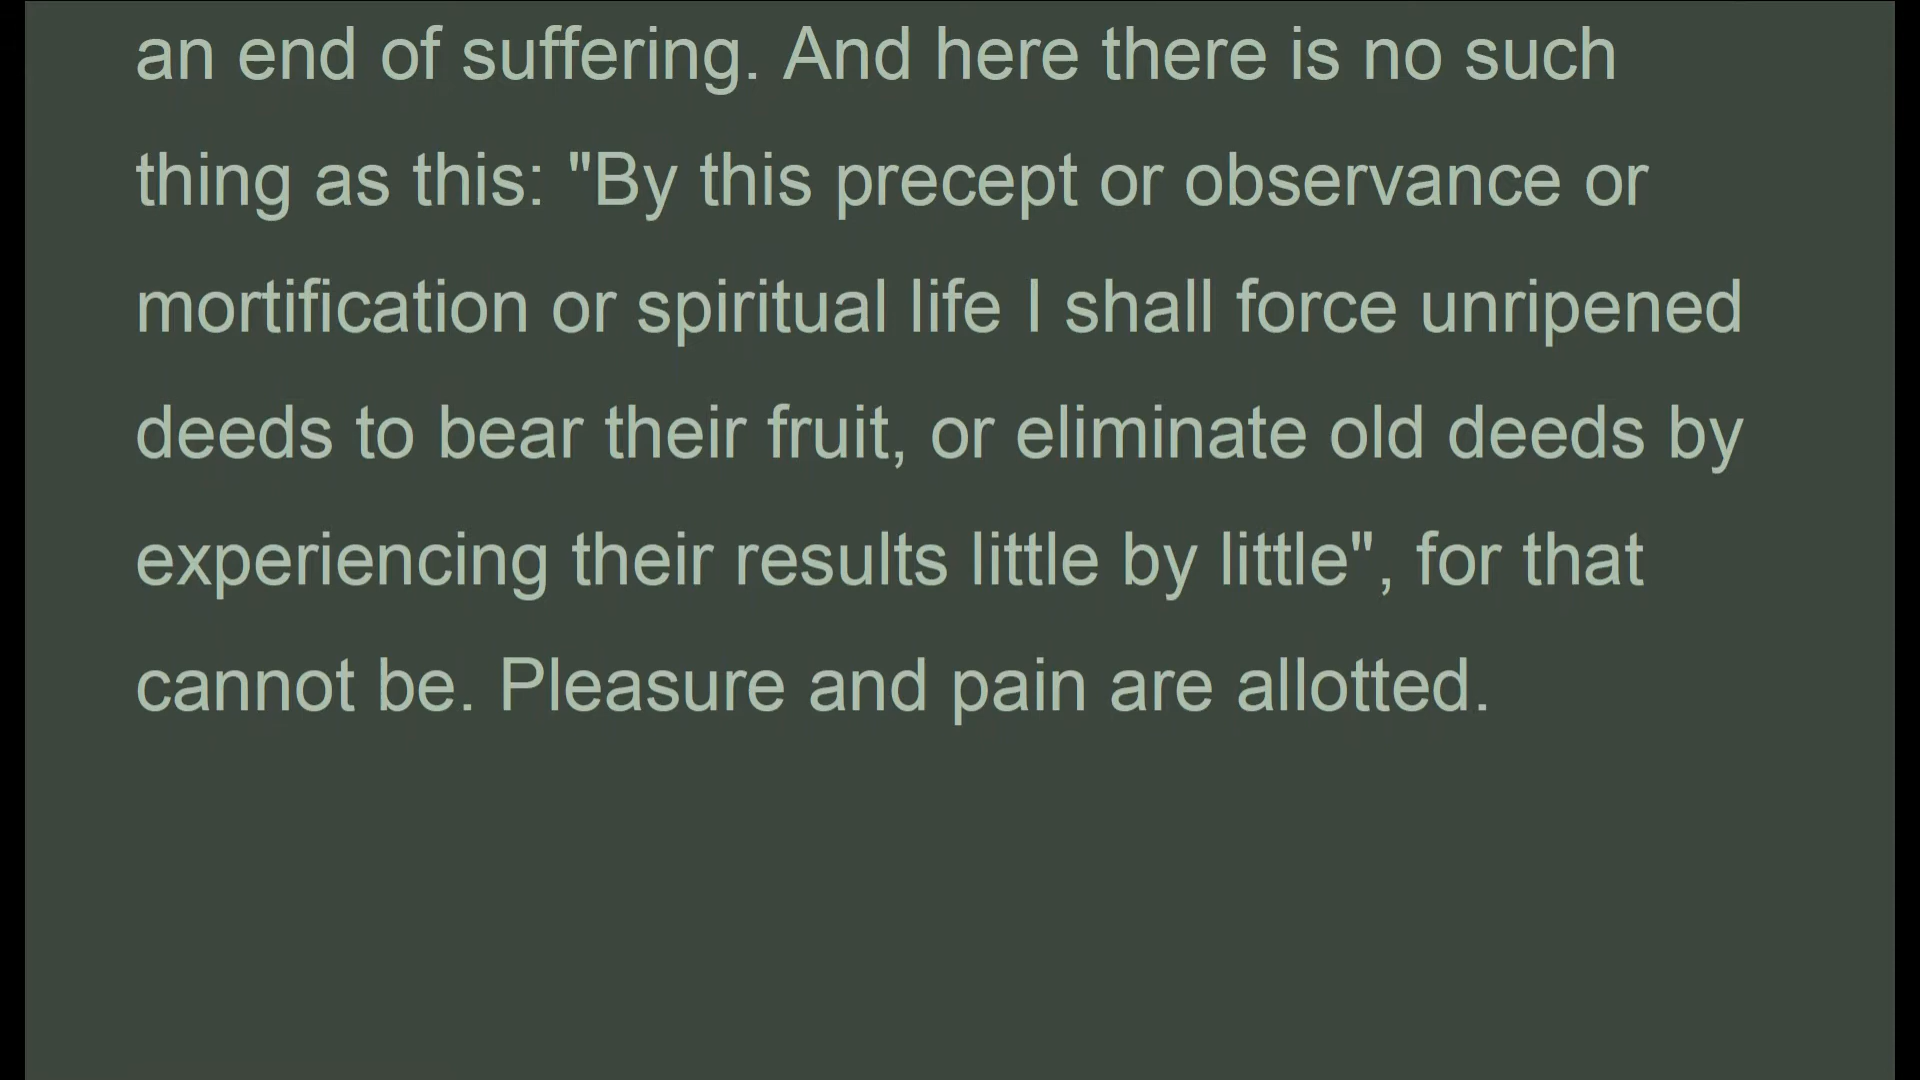 an end of suffering. And here there is no such
thing as this: "By this precept or observance or
mortification or spiritual life I shall force unripened
deeds to bear their fruit, or eliminate old deeds by
experiencing their results little by little", for that
cannot be. Pleasure and pain are allotted.